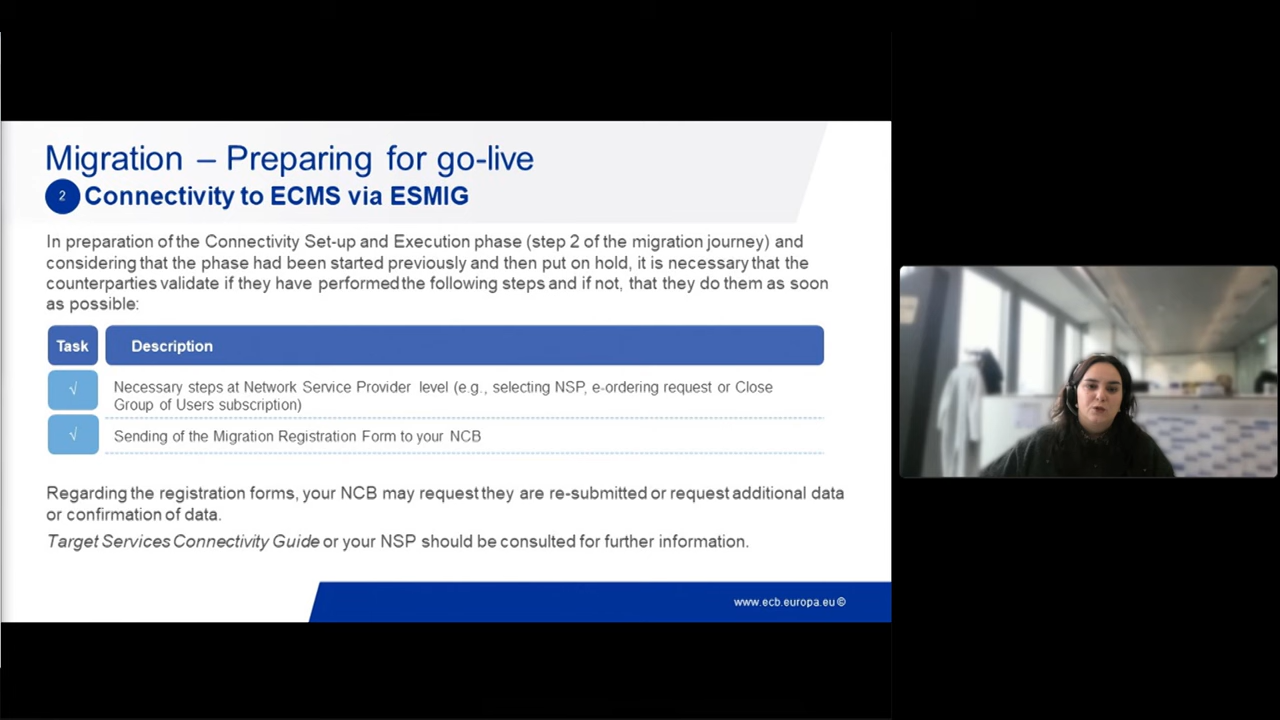 Migration – Preparing for go-live
2 Connectivity to ECMS via ESMIG
In preparation of the Connectivity Set-up and Execution phase (step 2 of the migration journey) and
considering that the phase had been started previously and then put on hold, it is necessary that the
counterparties validate if they have performed the following steps and if not, that they do them as soon
as possible:
Task Description
√ Necessary steps at Network Service Provider level (e.g., selecting NSP, e-ordering request or Close
Group of Users subscription)
√ Sending of the Migration Registration Form to your NCB
Regarding the registration forms, your NCB may request they are re-submitted or request additional data
or confirmation of data.
Target Services Connectivity Guide or your NSP should be consulted for further information.
www.ecb.europa.eu ©